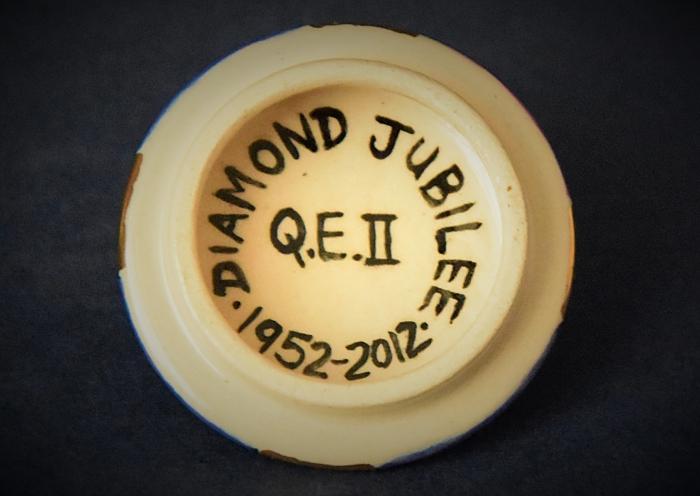 DIAMOND JUBILEE
Q.E.II
·1952-2012·